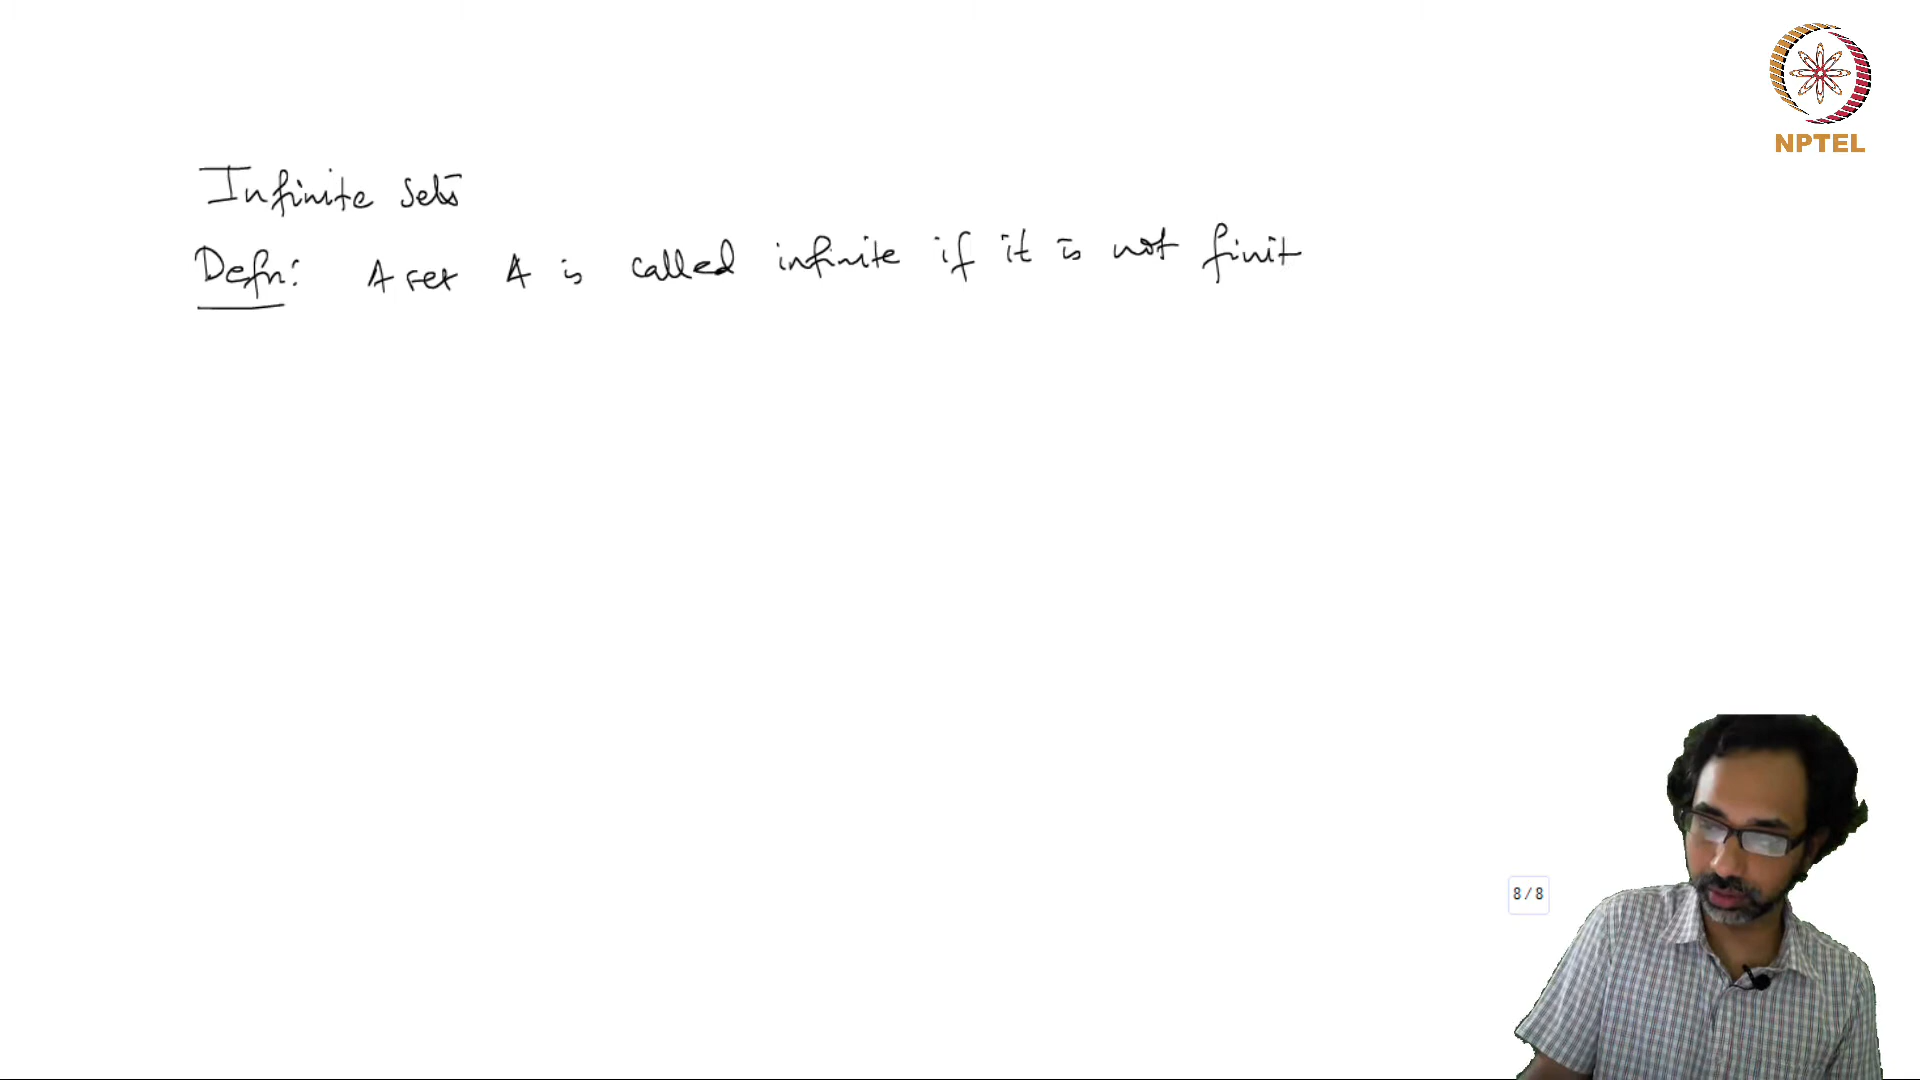 NPTEL
Infinite Sets
Defn: A set A is called infinite if it is not finit
8/8